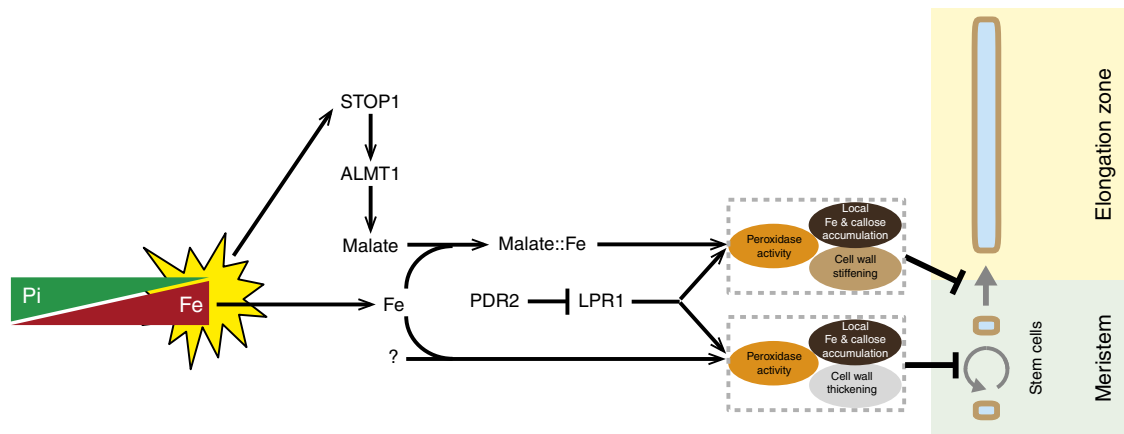 STOP1
ALMT1
Malate
Malate::Fe
Pi
Fe
Fe
PDR2
LPR1
?
Peroxidase
activity
Local
Fe & callose
accumulation
Cell wall
stiffening
Peroxidase
activity
Local
Fe & callose
accumulation
Cell wall
thickening
Elongation zone
Stem cells
Meristem